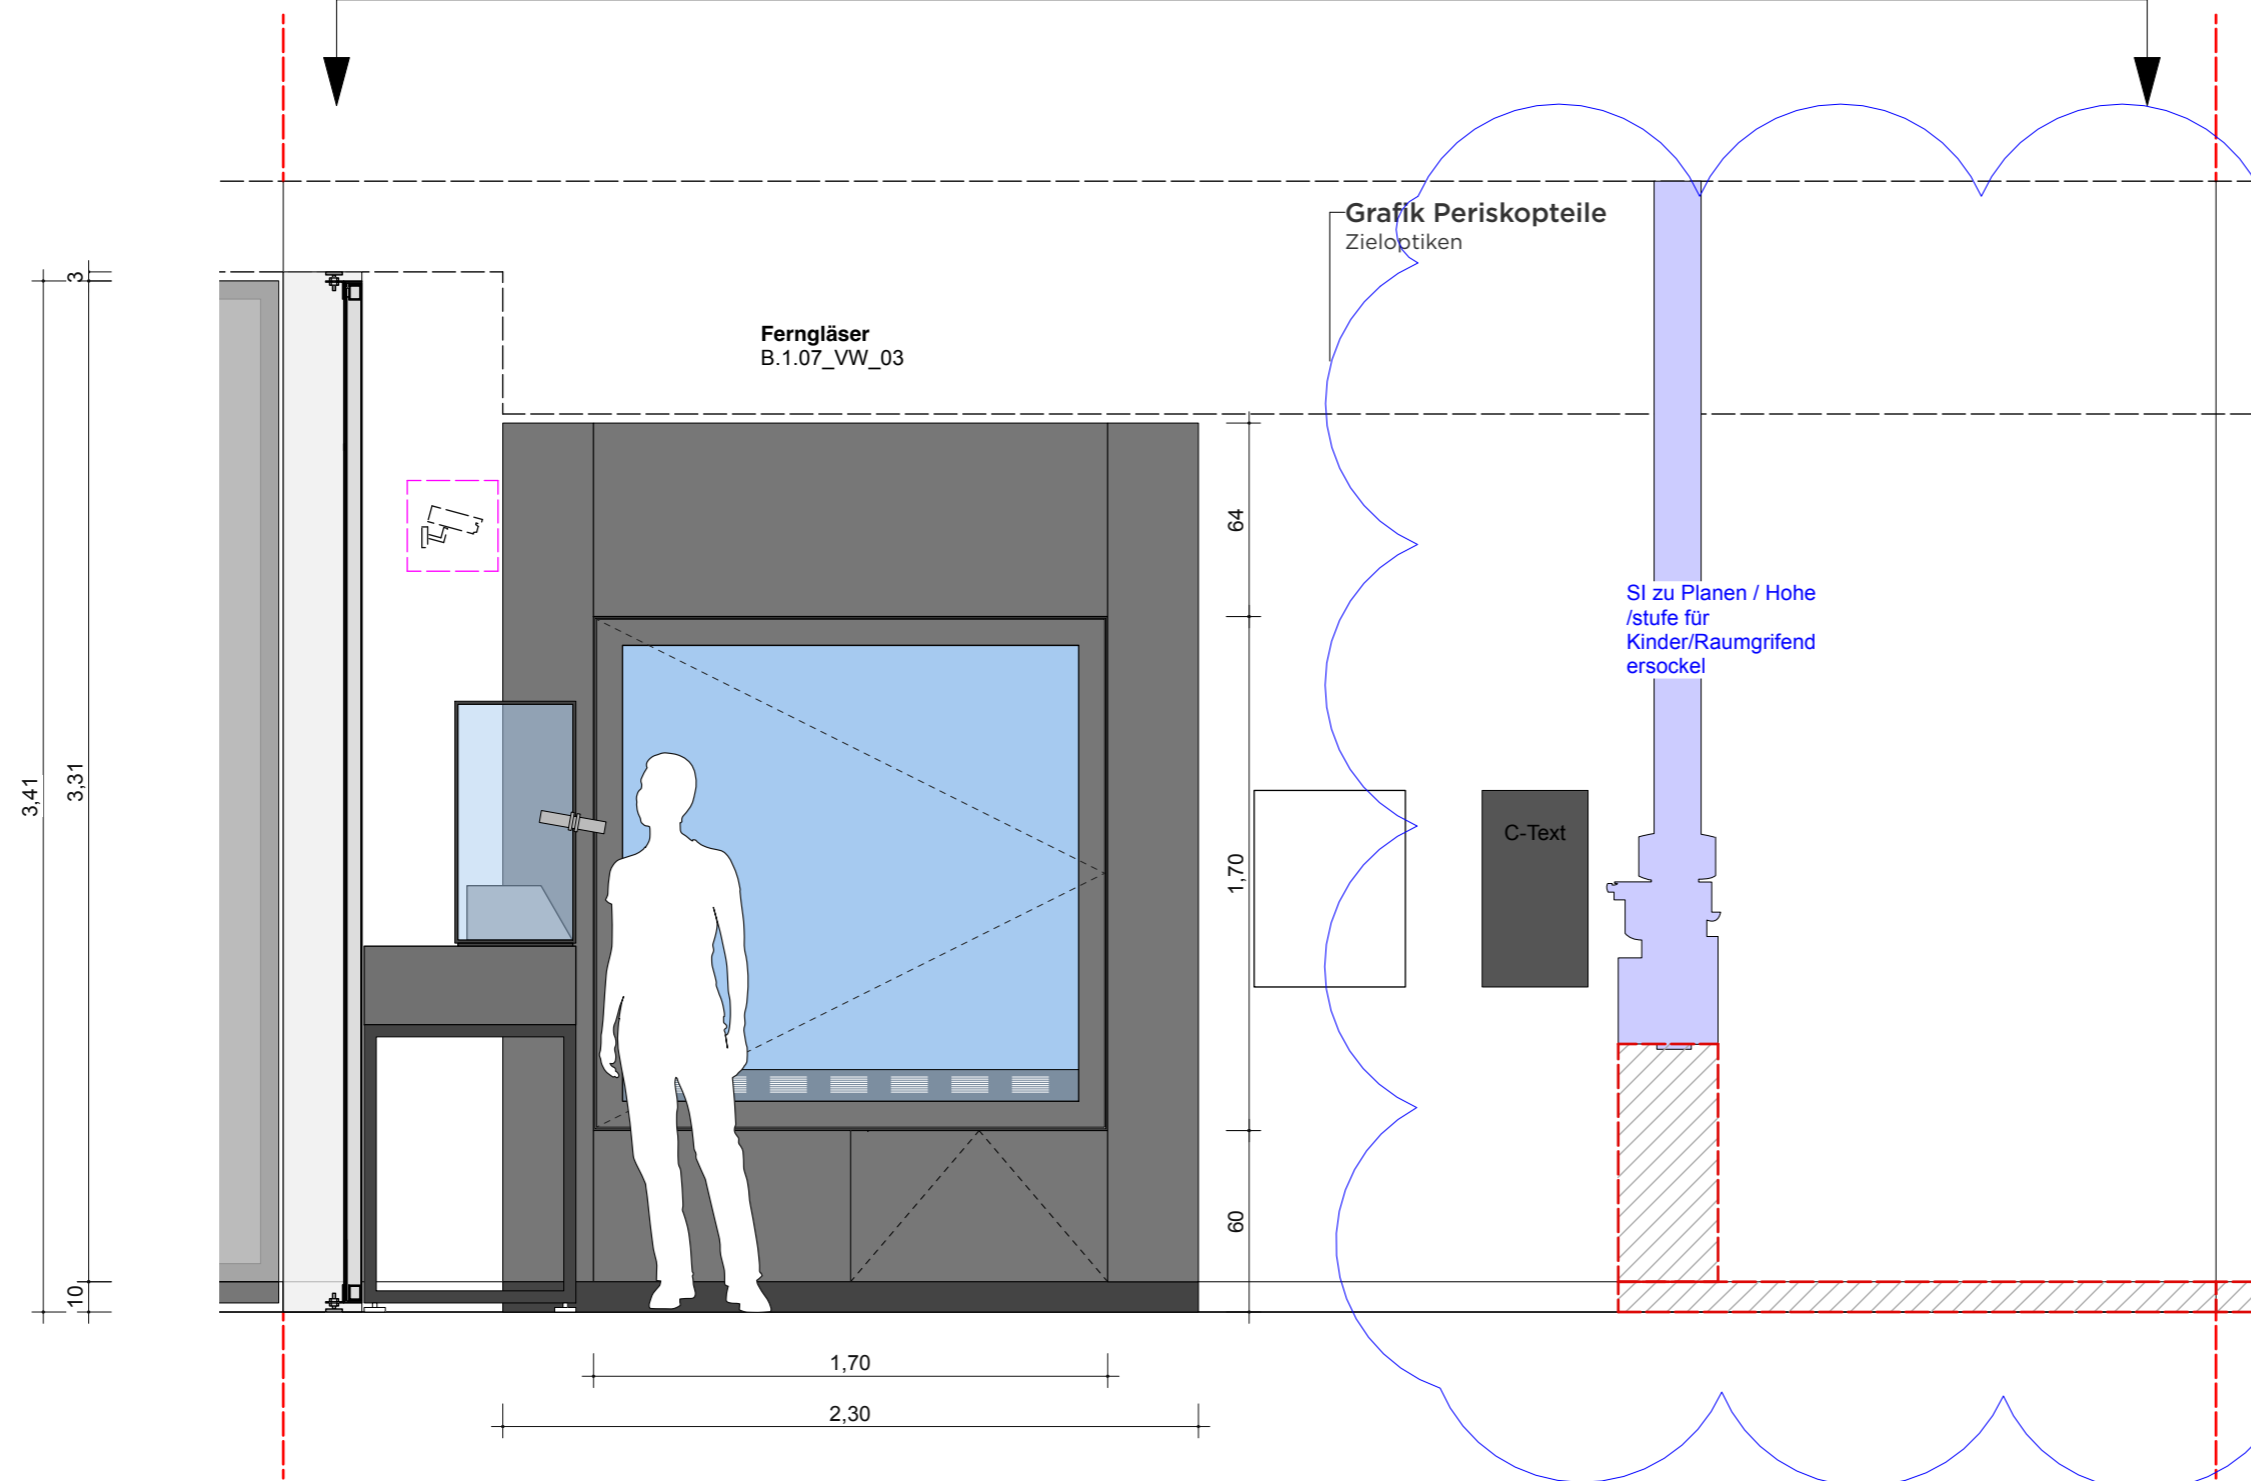 Grafik Periskopteile
Zieloptiken
Ferngläser
B.1.07_VW_03
3
3,41
3,31
10
64
1,70
60
SI zu Planen / Hohe
/stufe für
Kinder/Raumgrifend
ersockel
C-Text
1,70
2,30